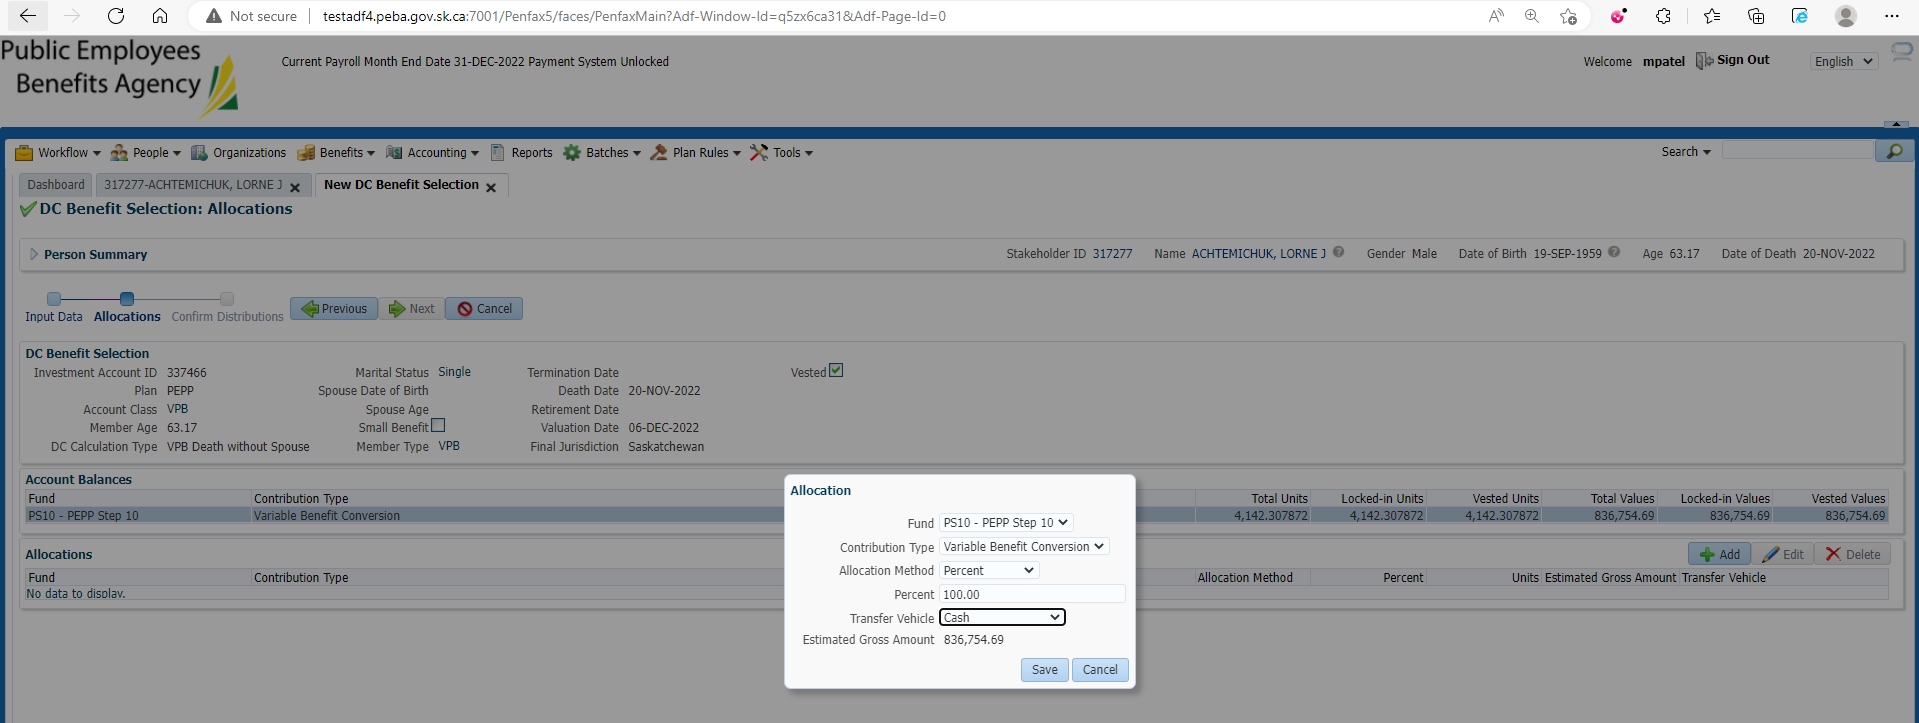 Not secure | testadf4.peba.gov.sk.ca:7001/Penfax5/faces/PenfaxMain?Adf-Window-Id=q5zx6ca31&Adf-Page-Id=0
Public Employees
Benefits Agency
Current Payroll Month End Date 31-DEC-2022 Payment System Unlocked
Welcome mpatel Sign Out English
Workflow People Organizations Benefits Accounting Reports Batches Plan Rules Tools Search
Dashboard 317277-ACHTEMICHUK, LORNE J New DC Benefit Selection
DC Benefit Selection: Allocations
Person Summary Stakeholder ID 317277 Name ACHTEMICHUK, LORNE J Gender Male Date of Birth 19-SEP-1959 Age 63.17 Date of Death 20-NOV-2022
Input Data Allocations Confirm Distributions Previous Next Cancel
DC Benefit Selection
Investment Account ID 337466 Marital Status Single Termination Date Vested
Plan PEPP Spouse Date of Birth Death Date 20-NOV-2022
Account Class VPB Spouse Age Retirement Date
Member Age 63.17 Small Benefit Valuation Date 06-DEC-2022
DC Calculation Type VPB Death without Spouse Member Type VPB Final Jurisdiction Saskatchewan
Account Balances
Fund Contribution Type Total Units Locked-in Units Vested Units Total Values Locked-in Values Vested Values
PS10 - PEPP Step 10 Variable Benefit Conversion 4,142.307872 4,142.307872 4,142.307872 836,754.69 836,754.69 836,754.69
Allocations Add Edit Delete
Fund Contribution Type Allocation Method Percent Units Estimated Gross Amount Transfer Vehicle
No data to display.
Allocation
Fund PS10 - PEPP Step 10
Contribution Type Variable Benefit Conversion
Allocation Method Percent
Percent 100.00
Transfer Vehicle Cash
Estimated Gross Amount 836,754.69
Save Cancel